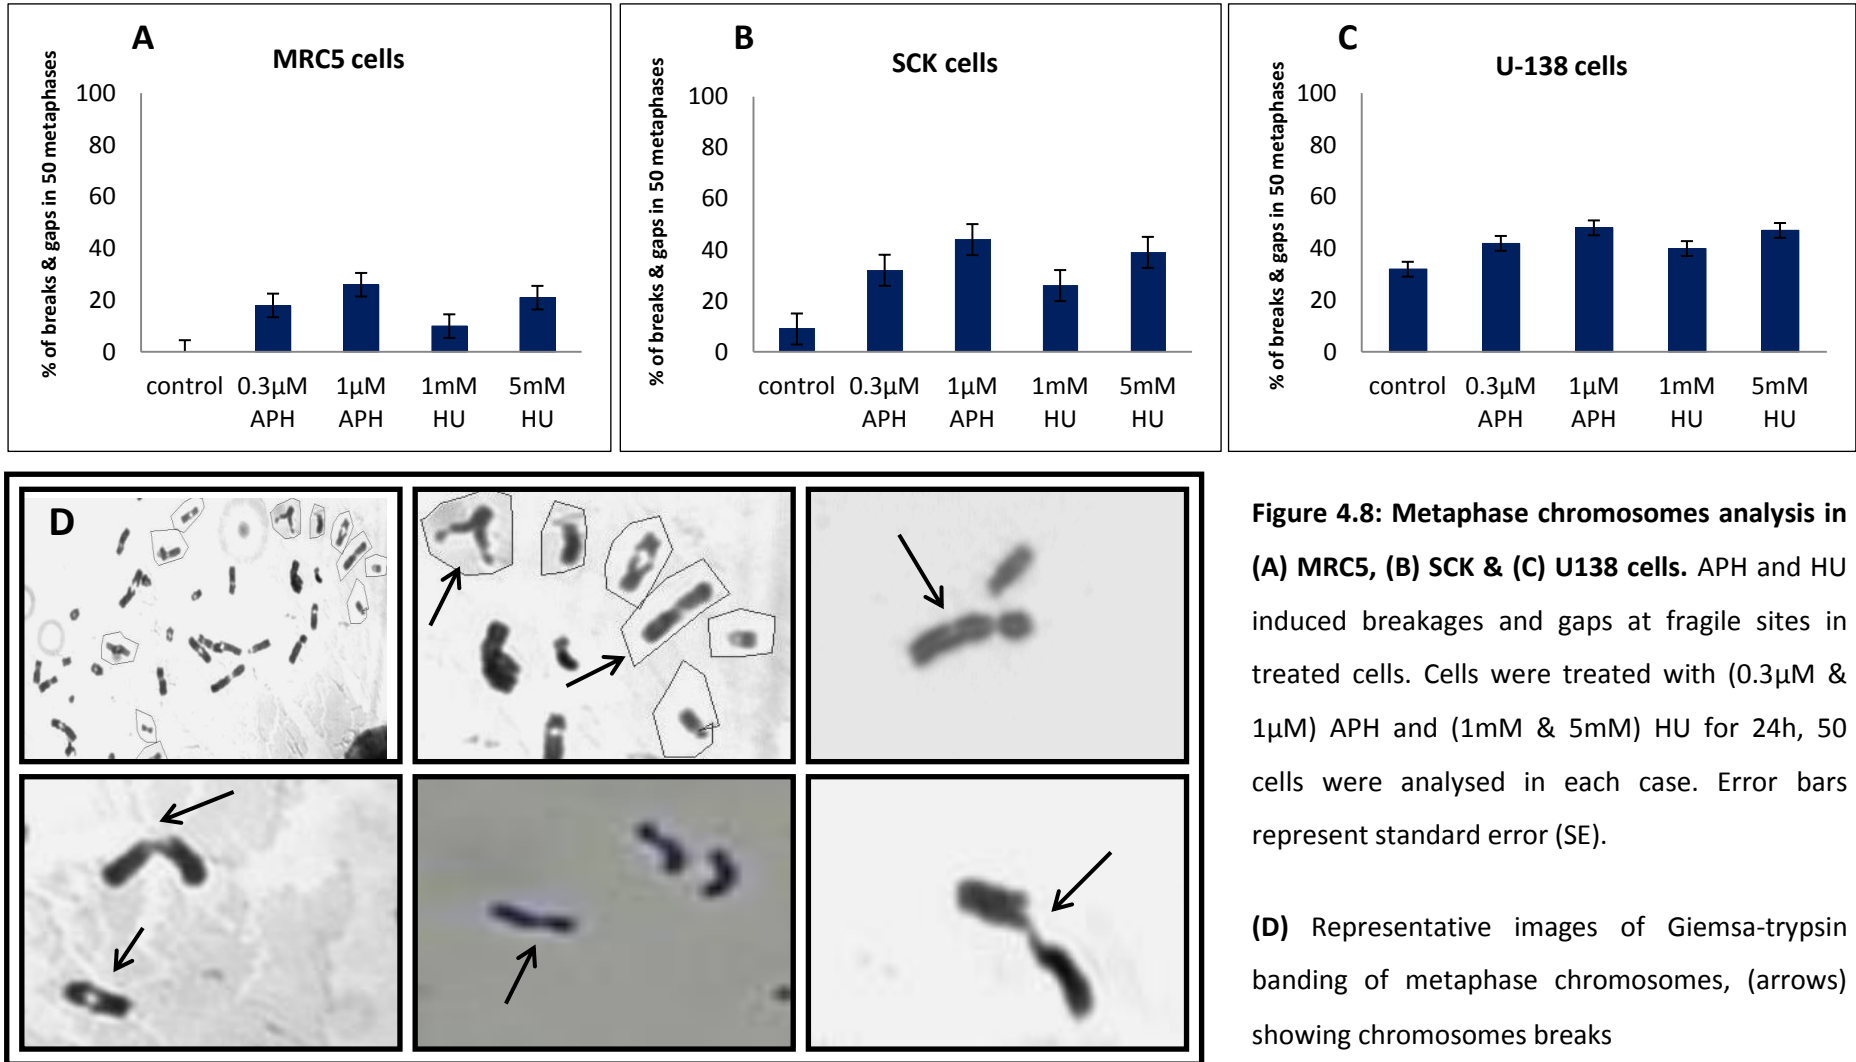 A
MRC5 cells
% of breaks & gaps in 50 metaphases
100
80
60
40
20
0
control 0.3µM 1µM 1mM 5mM
APH APH HU HU
B
SCK cells
% of breaks & gaps in 50 metaphases
100
80
60
40
20
0
control 0.3µM 1µM 1mM 5mM
APH APH HU HU
C
U-138 cells
% of breaks & gaps in 50 metaphases
100
80
60
40
20
0
control 0.3µM 1µM 1mM 5mM
APH APH HU HU
D
Figure 4.8: Metaphase chromosomes analysis in
(A) MRC5, (B) SCK & (C) U138 cells. APH and HU
induced breakages and gaps at fragile sites in
treated cells. Cells were treated with (0.3µM &
1µM) APH and (1mM & 5mM) HU for 24h, 50
cells were analysed in each case. Error bars
represent standard error (SE).
(D) Representative images of Giemsa-trypsin
banding of metaphase chromosomes, (arrows)
showing chromosomes breaks